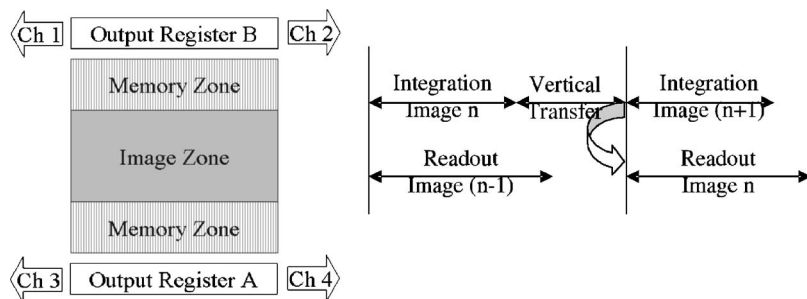 Ch 1
Output Register B
Ch 2
Memory Zone
Image Zone
Memory Zone
Ch 3
Output Register A
Ch 4
Integration
Image n
Vertical
Transfer
Integration
Image (n+1)
Readout
Image (n-1)
Readout
Image n